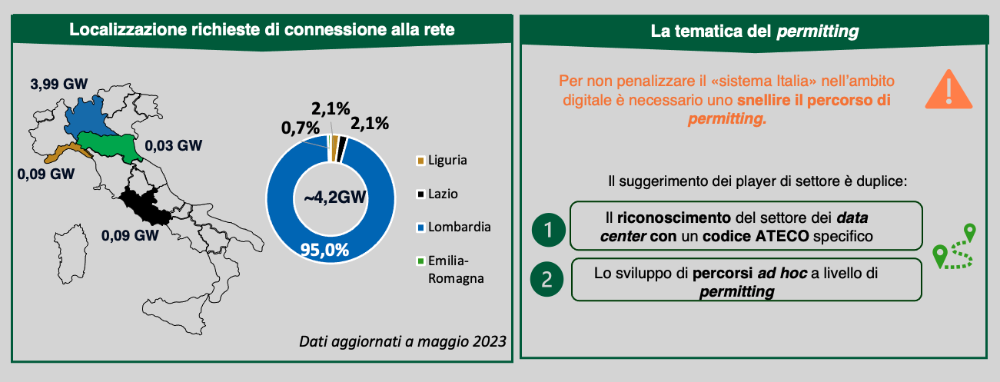 Localizzazione richieste di connessione alla rete
3,99 GW
0,03 GW
0,09 GW
0,09 GW
2,1%
0,7%
2,1%
~4,2GW
95,0%
Liguria
Lazio
Lombardia
Emilia-
Romagna
Dati aggiornati a maggio 2023
La tematica del permitting
Per non penalizzare il «sistema Italia» nell'ambito
digitale è necessario uno snellire il percorso di
permitting.
Il suggerimento dei player di settore è duplice:
1
Il riconoscimento del settore dei data
center con un codice ATECO specifico
2
Lo sviluppo di percorsi ad hoc a livello di
permitting